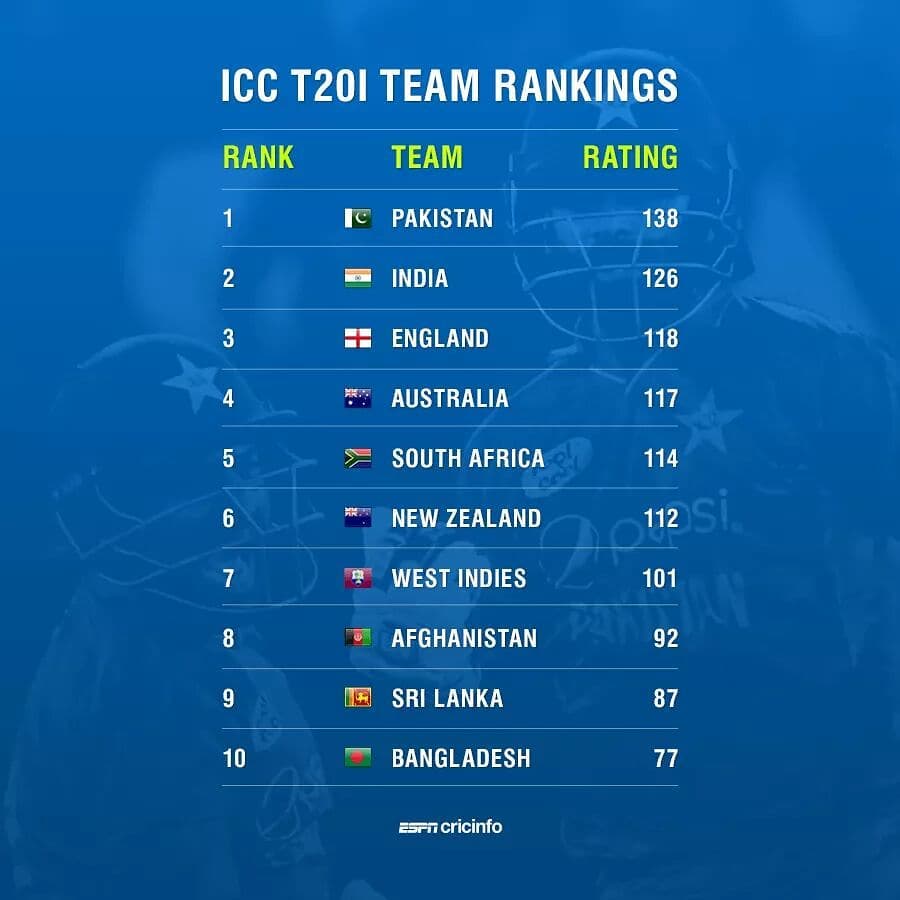 ICC T20I TEAM RANKINGS
RANK TEAM RATING
1 PAKISTAN 138
2 INDIA 126
3 ENGLAND 118
4 AUSTRALIA 117
5 SOUTH AFRICA 114
6 NEW ZEALAND 112
7 WEST INDIES 101
8 AFGHANISTAN 92
9 SRI LANKA 87
10 BANGLADESH 77
pepsi
PAKISTAN
ESPN cricinfo